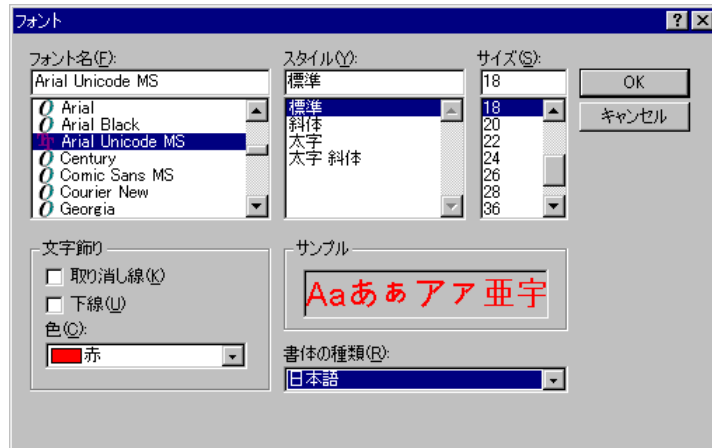 フォント
フォント名(F):
Arial Unicode MS
Arial
Arial Black
Arial Unicode MS
Century
Comic Sans MS
Courier New
Georgia
スタイル(Y):
標準
標準
斜体
太字
太字 斜体
サイズ(S):
18
18
20
22
24
26
28
36
OK
キャンセル
文字飾り
取り消し線(K)
下線(U)
色(C):
赤
サンプル
Aaあぁアァ亜宇
書体の種類(R):
日本語